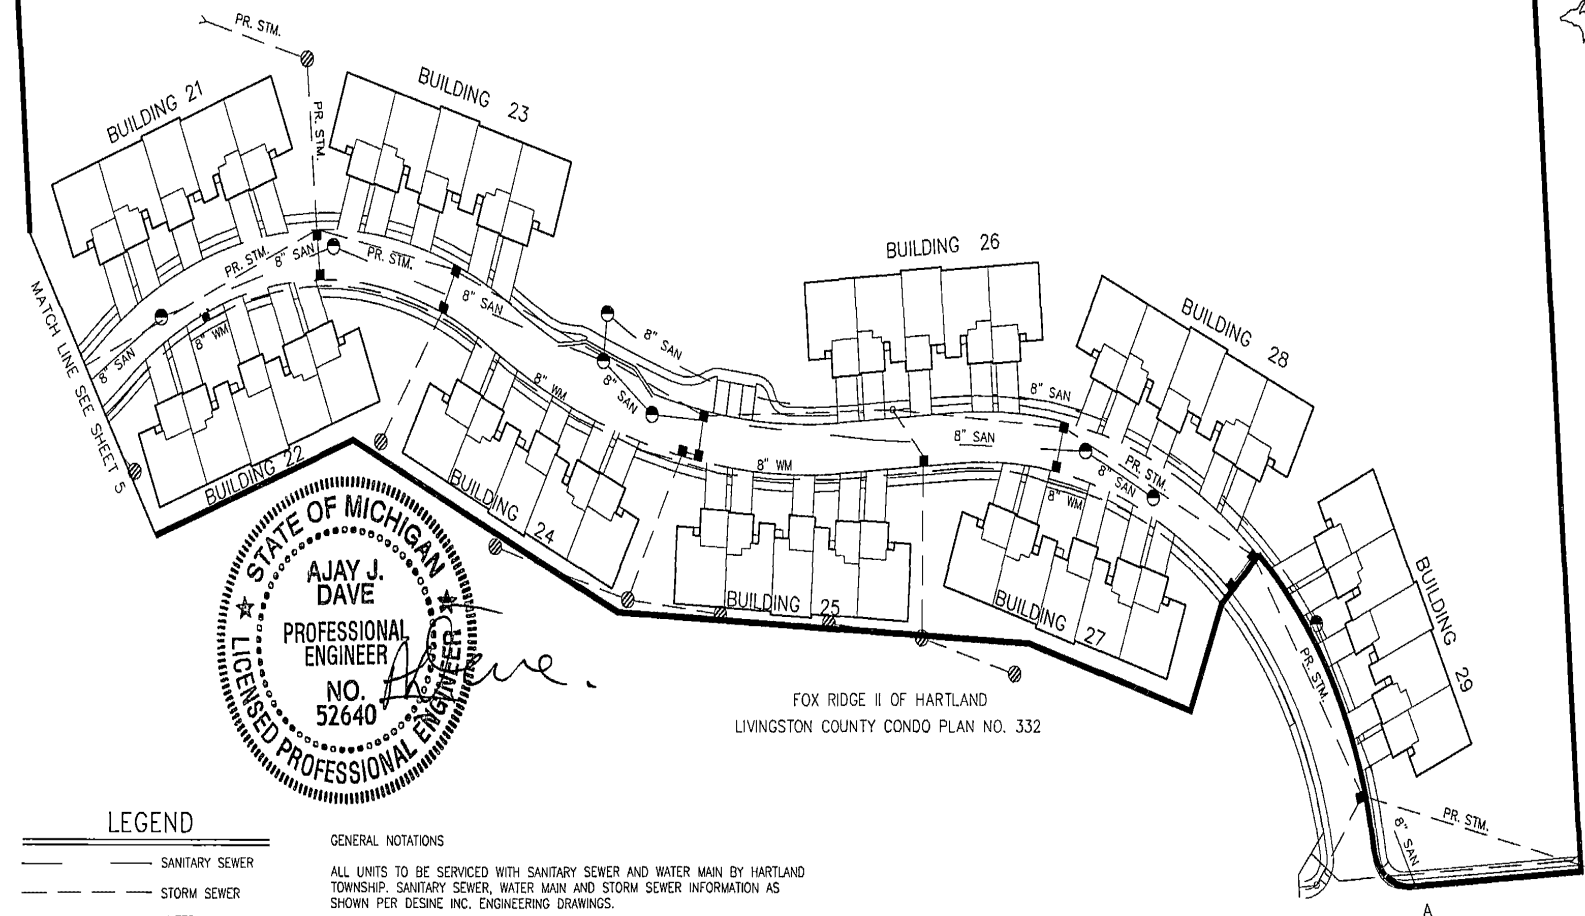 PR. STM.
BUILDING 21
BUILDING 23
PR. STM.
PR. STM.
8" SAN
PR. STM.
8" SAN
8" WM
8" SAN
MATCH LINE SEE SHEET 5
BUILDING 22
8" SAN
8" SAN
8" WM
BUILDING 24
BUILDING 26
BUILDING 28
8" SAN
8" SAN
8" WM
PR. STM.
8" SAN
8" WM
BUILDING 25
BUILDING 27
BUILDING 29
PR. STM.
PR. STM.
8" SAN
A
STATE OF MICHIGAN
AJAY J.
DAVE
PROFESSIONAL
ENGINEER
NO.
52640
LICENSED PROFESSIONAL ENGINEER
FOX RIDGE II OF HARTLAND
LIVINGSTON COUNTY CONDO PLAN NO. 332
LEGEND
SANITARY SEWER
STORM SEWER
GENERAL NOTATIONS
ALL UNITS TO BE SERVICED WITH SANITARY SEWER AND WATER MAIN BY HARTLAND
TOWNSHIP. SANITARY SEWER, WATER MAIN AND STORM SEWER INFORMATION AS
SHOWN PER DESINE INC. ENGINEERING DRAWINGS.